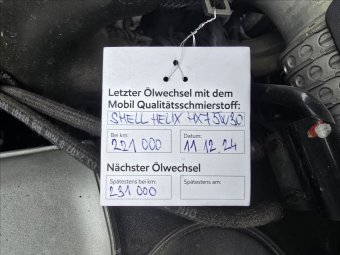 Letzter Ölwechsel mit dem
Mobil Qualitätsschmierstoff:
SHELL HELIX HX7 5W30
Bei km: Datum:
221 000 11 12 24
Nächster Ölwechsel
Spätestens bei km: Spätestens am:
231 000